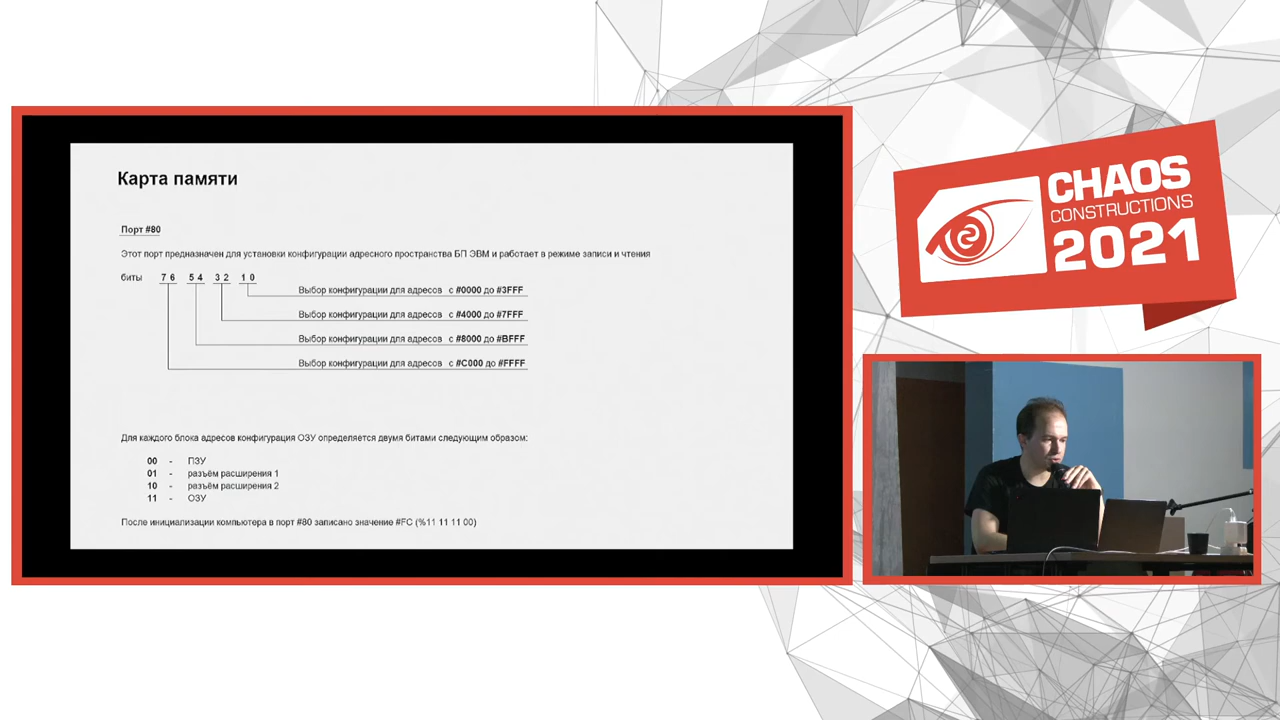 Карта памяти
Порт #80
Этот порт предназначен для установки конфигурации адресного пространства БП ЭВМ и работает в режиме записи и чтения
биты 7 6 5 4 3 2 1 0
Выбор конфигурации для адресов с #0000 до #3FFF
Выбор конфигурации для адресов с #4000 до #7FFF
Выбор конфигурации для адресов с #8000 до #BFFF
Выбор конфигурации для адресов с #C000 до #FFFF
Для каждого блока адресов конфигурация ОЗУ определяется двумя битами следующим образом:
00 - ПЗУ
01 - разъём расширения 1
10 - разъём расширения 2
11 - ОЗУ
После инициализации компьютера в порт #80 записано значение #FC (%11 11 11 00)
CHAOS
CONSTRUCTIONS
2021